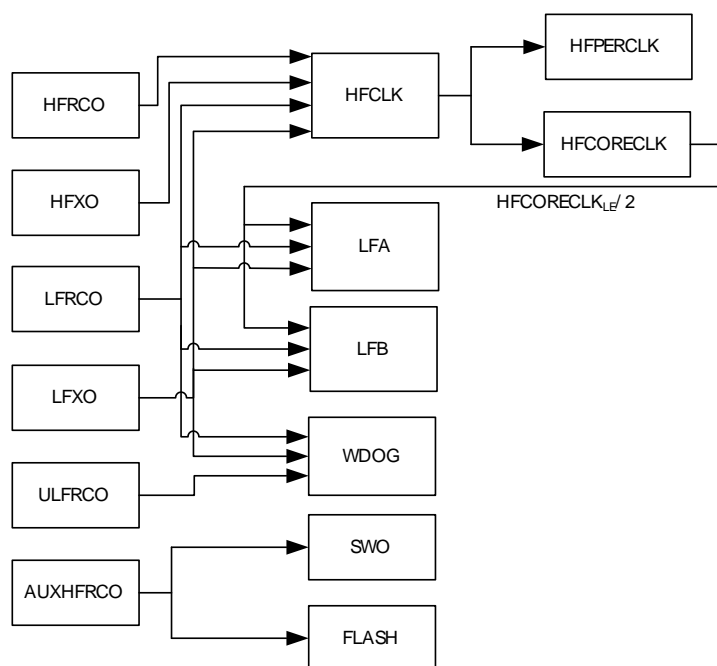 HFPERCLK
HFRCO
HFCLK
HFCORECLK
HFXO
HFCORECLKLE/ 2
LFA
LFRCO
LFB
LFXO
WDOG
ULFRCO
SWO
AUXHFRCO
FLASH